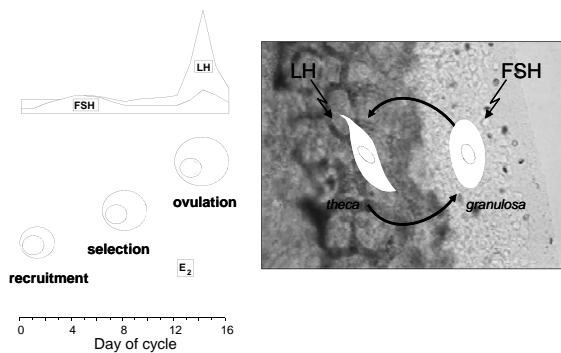 LH
FSH
ovulation
selection
E2
recruitment
0 4 8 12 16
Day of cycle
LH
FSH
theca
granulosa